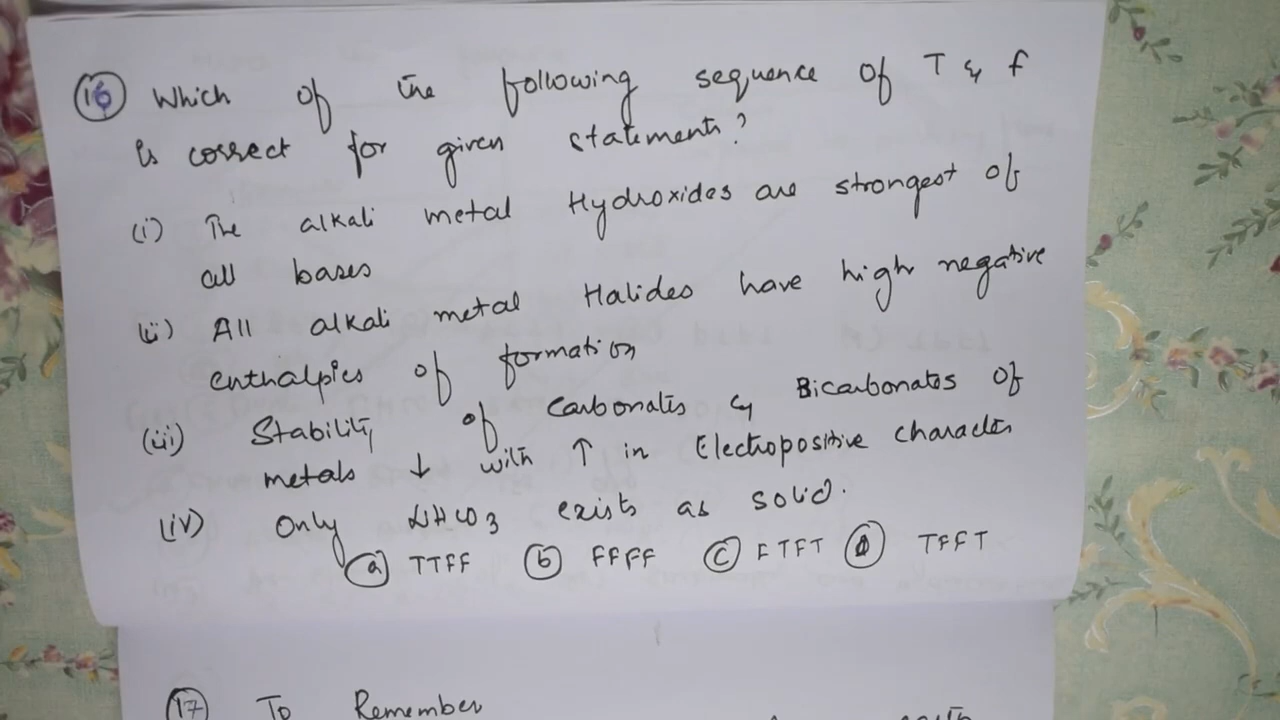 16 Which of the following sequence of T & f
is correct for given statements?
(i) The alkali metal Hydroxides are strongest of
all bases
(ii) All alkali metal Halides have high negative
enthalpies of formation
(iii) Stability of carbonates & Bicarbonates of
metals ↓ with ↑ in Electropositive character
(iv) Only LiHCO3 exists as solid.
a TTFF b FFFF c FTFT d TFFT
17 To Remember